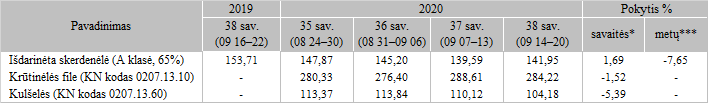 Pavadinimas 2019 2020 Pokytis %
38 sav. (09 16–22) 35 sav. (08 24–30) 36 sav. (08 31–09 06) 37 sav. (09 07–13) 38 sav. (09 14–20) savaitės* metų***
Išdarinėta skerdenėlė (A klasė, 65%) 153,71 147,87 145,20 139,59 141,95 1,69 -7,65
Krūtinėlės filė (KN kodas 0207.13.10) - 280,33 276,40 288,61 284,22 -1,52 -
Kulšelės (KN kodas 0207.13.60) - 113,37 113,84 110,12 104,18 -5,39 -